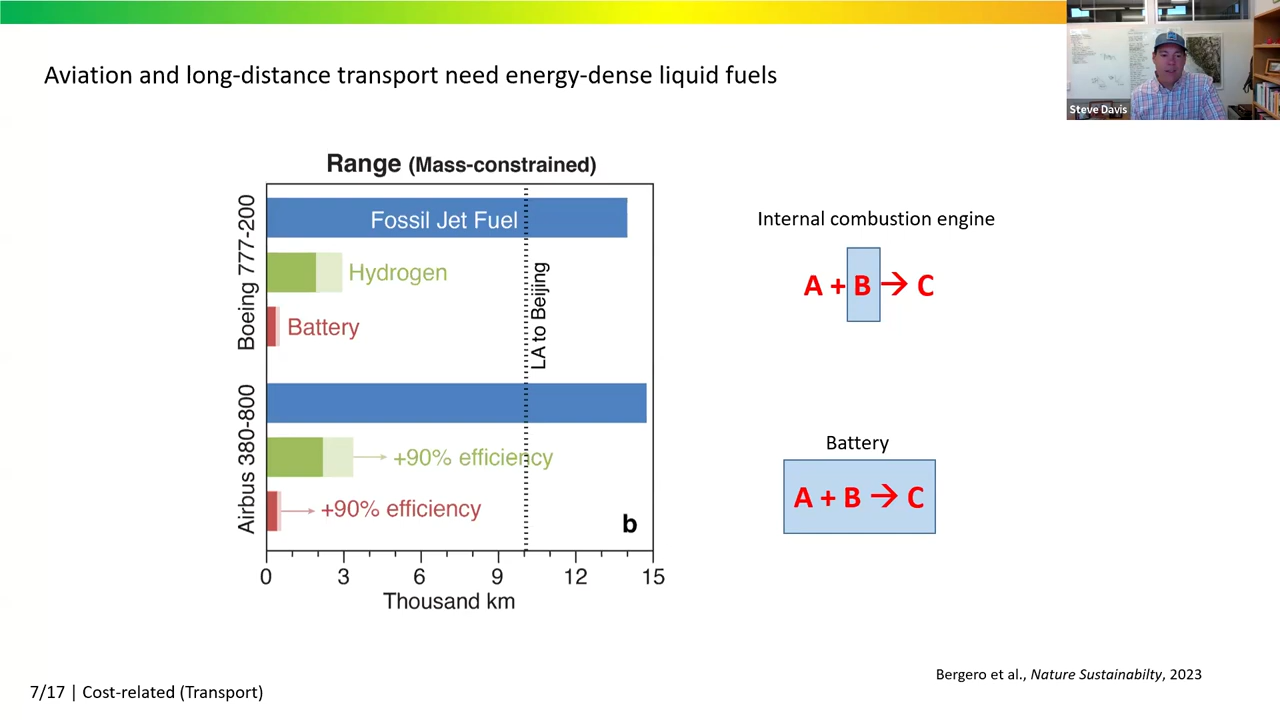 Aviation and long-distance transport need energy-dense liquid fuels
Steve Davis
Range (Mass-constrained)
Boeing 777-200
Fossil Jet Fuel
Hydrogen
Battery
LA to Beijing
Airbus 380-800
+90% efficiency
+90% efficiency
b
0 3 6 9 12 15
Thousand km
Internal combustion engine
A + B → C
Battery
A + B → C
Bergero et al., Nature Sustainabilty, 2023
7/17 | Cost-related (Transport)